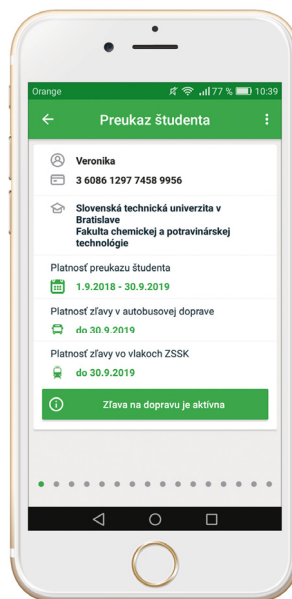 Orange 77 % 10:39
Preukaz študenta
Veronika
3 6086 1297 7458 9956
Slovenská technická univerzita v
Bratislave
Fakulta chemickej a potravinárskej
technológie
Platnosť preukazu študenta
1.9.2018 - 30.9.2019
Platnosť zľavy v autobusovej doprave
do 30.9.2019
Platnosť zľavy vo vlakoch ZSSK
do 30.9.2019
Zľava na dopravu je aktívna